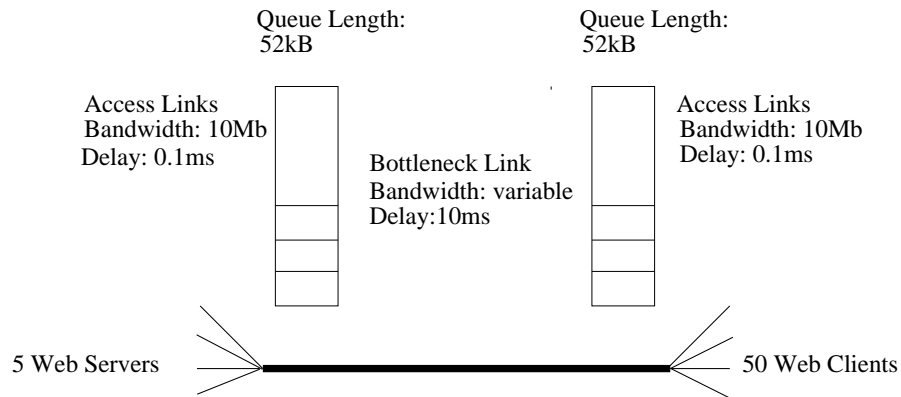 Queue Length:
52kB
Queue Length:
52kB
Access Links
Bandwidth: 10Mb
Delay: 0.1ms
Bottleneck Link
Bandwidth: variable
Delay:10ms
Access Links
Bandwidth: 10Mb
Delay: 0.1ms
5 Web Servers
50 Web Clients